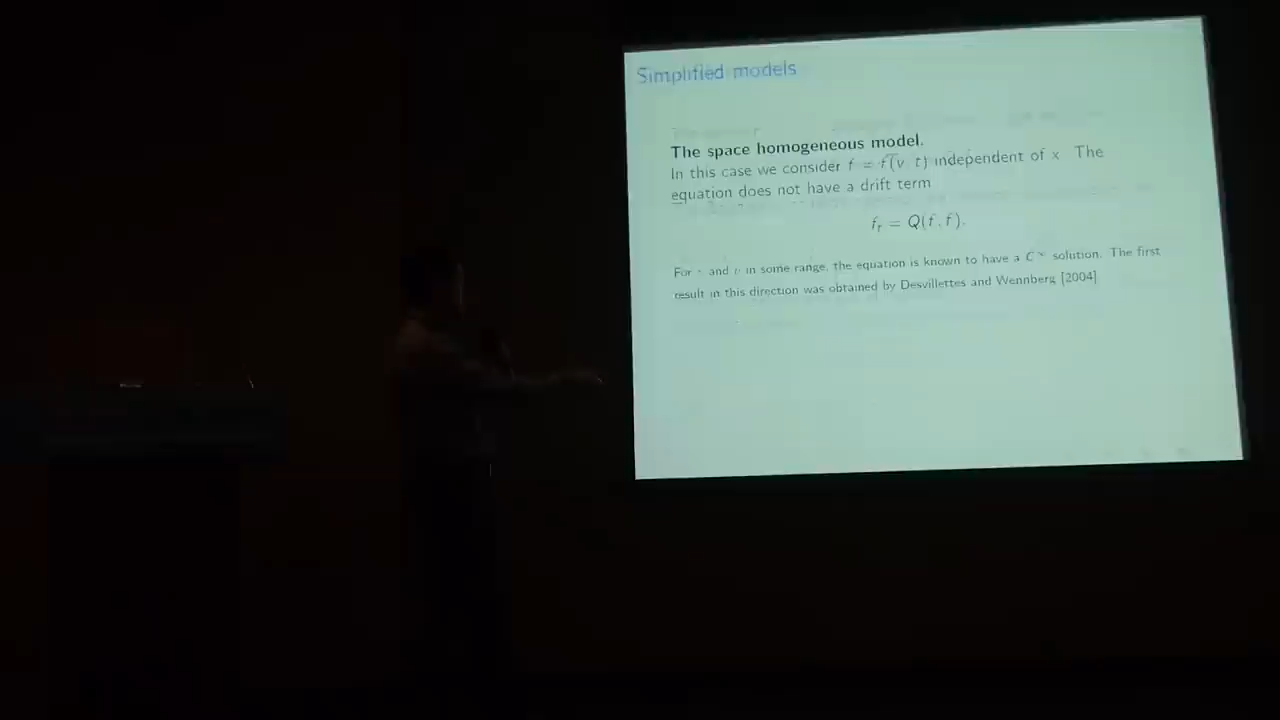 Simplified models
The space homogeneous model.
In this case we consider f = f(v, t) independent of x. The
equation does not have a drift term
f_t = Q(f, f).
For and in some range, the equation is known to have a C^∞ solution. The first
result in this direction was obtained by Desvillettes and Wennberg [2004]